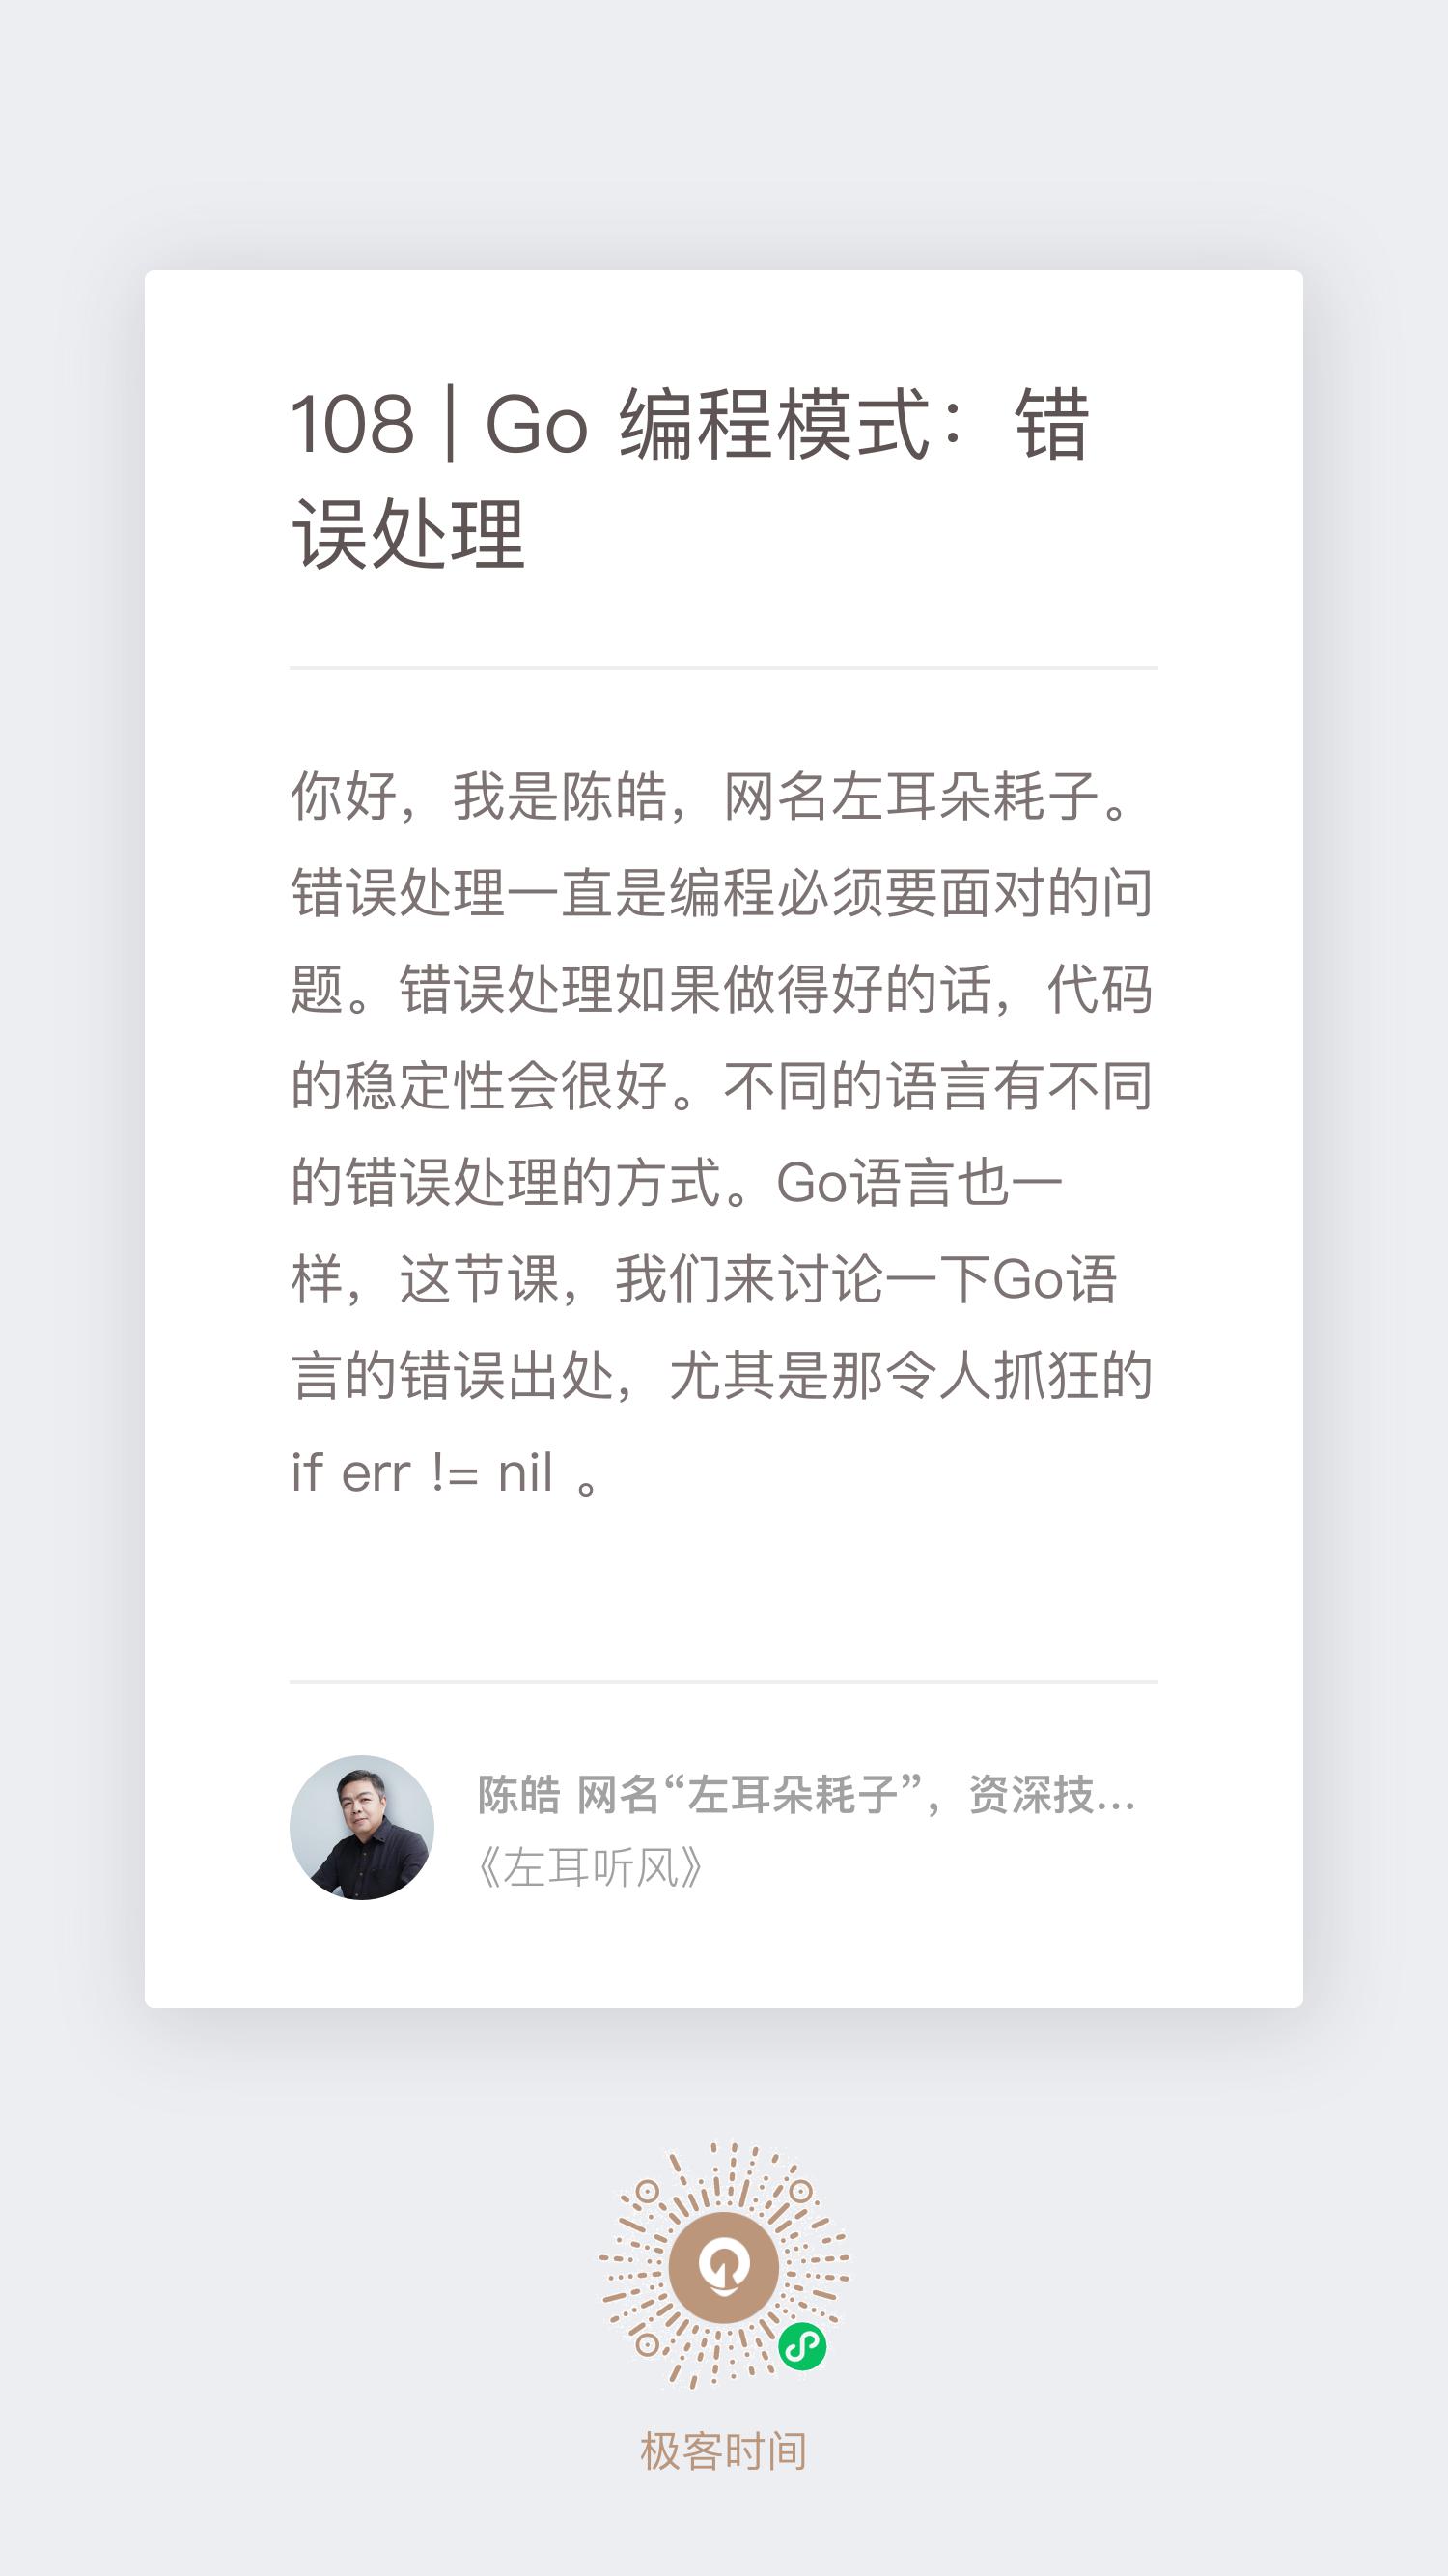 108 | Go 编程模式：错
误处理
你好，我是陈皓，网名左耳朵耗子。
错误处理一直是编程必须要面对的问
题。错误处理如果做得好的话，代码
的稳定性会很好。不同的语言有不同
的错误处理的方式。Go语言也一
样，这节课，我们来讨论一下Go语
言的错误出处，尤其是那令人抓狂的
if err != nil 。
陈皓 网名“左耳朵耗子”，资深技...
《左耳听风》
极客时间